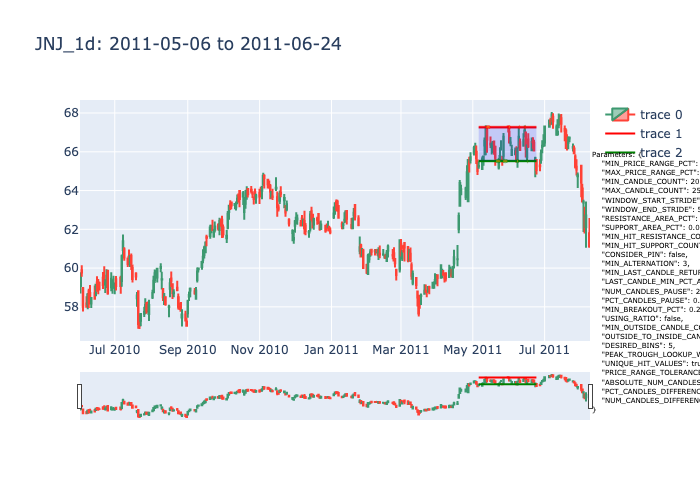 JNJ_1d: 2011-05-06 to 2011-06-24
68
66
64
62
60
58
Jul 2010
Sep 2010
Nov 2010
Jan 2011
Mar 2011
May 2011
Jul 2011
trace 0
trace 1
trace 2
Parameters: {
"MIN_PRICE_RANGE_PCT":
"MAX_PRICE_RANGE_PCT":
"MIN_CANDLE_COUNT": 20
"MAX_CANDLE_COUNT": 25
"WINDOW_START_STRIDE"
"WINDOW_END_STRIDE": 5
"RESISTANCE_AREA_PCT":
"SUPPORT_AREA_PCT": 0.0
"MIN_HIT_RESISTANCE_CO
"MIN_HIT_SUPPORT_COUN
"CONSIDER_PIN": false,
"MIN_ALTERNATION": 3,
"MIN_LAST_CANDLE_RETU
"LAST_CANDLE_MIN_PCT_A
"NUM_CANDLES_PAUSE": 2
"PCT_CANDLES_PAUSE": 0.
"MIN_BREAKOUT_PCT": 0.2
"USING_RATIO": false,
"MIN_OUTSIDE_CANDLE_C
"OUTSIDE_TO_INSIDE_CAN
"DESIRED_BINS": 5,
"PEAK_TROUGH_LOOKUP_W
"UNIQUE_HIT_VALUES": tru
"PRICE_RANGE_TOLERANC
"ABSOLUTE_NUM_CANDLES
"PCT_CANDLES_DIFFERENC
"NUM_CANDLES_DIFFEREN
}